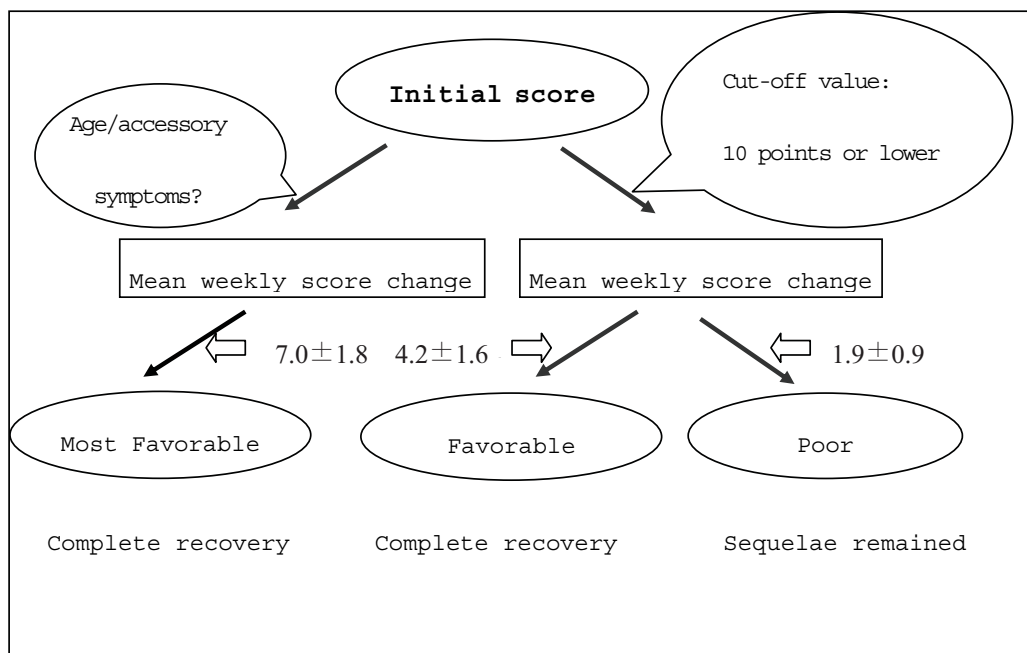 Initial score
Age/accessory
symptoms?
Cut-off value:
10 points or lower
Mean weekly score change
Mean weekly score change
7.0±1.8
4.2±1.6
1.9±0.9
Most Favorable
Favorable
Poor
Complete recovery
Complete recovery
Sequelae remained